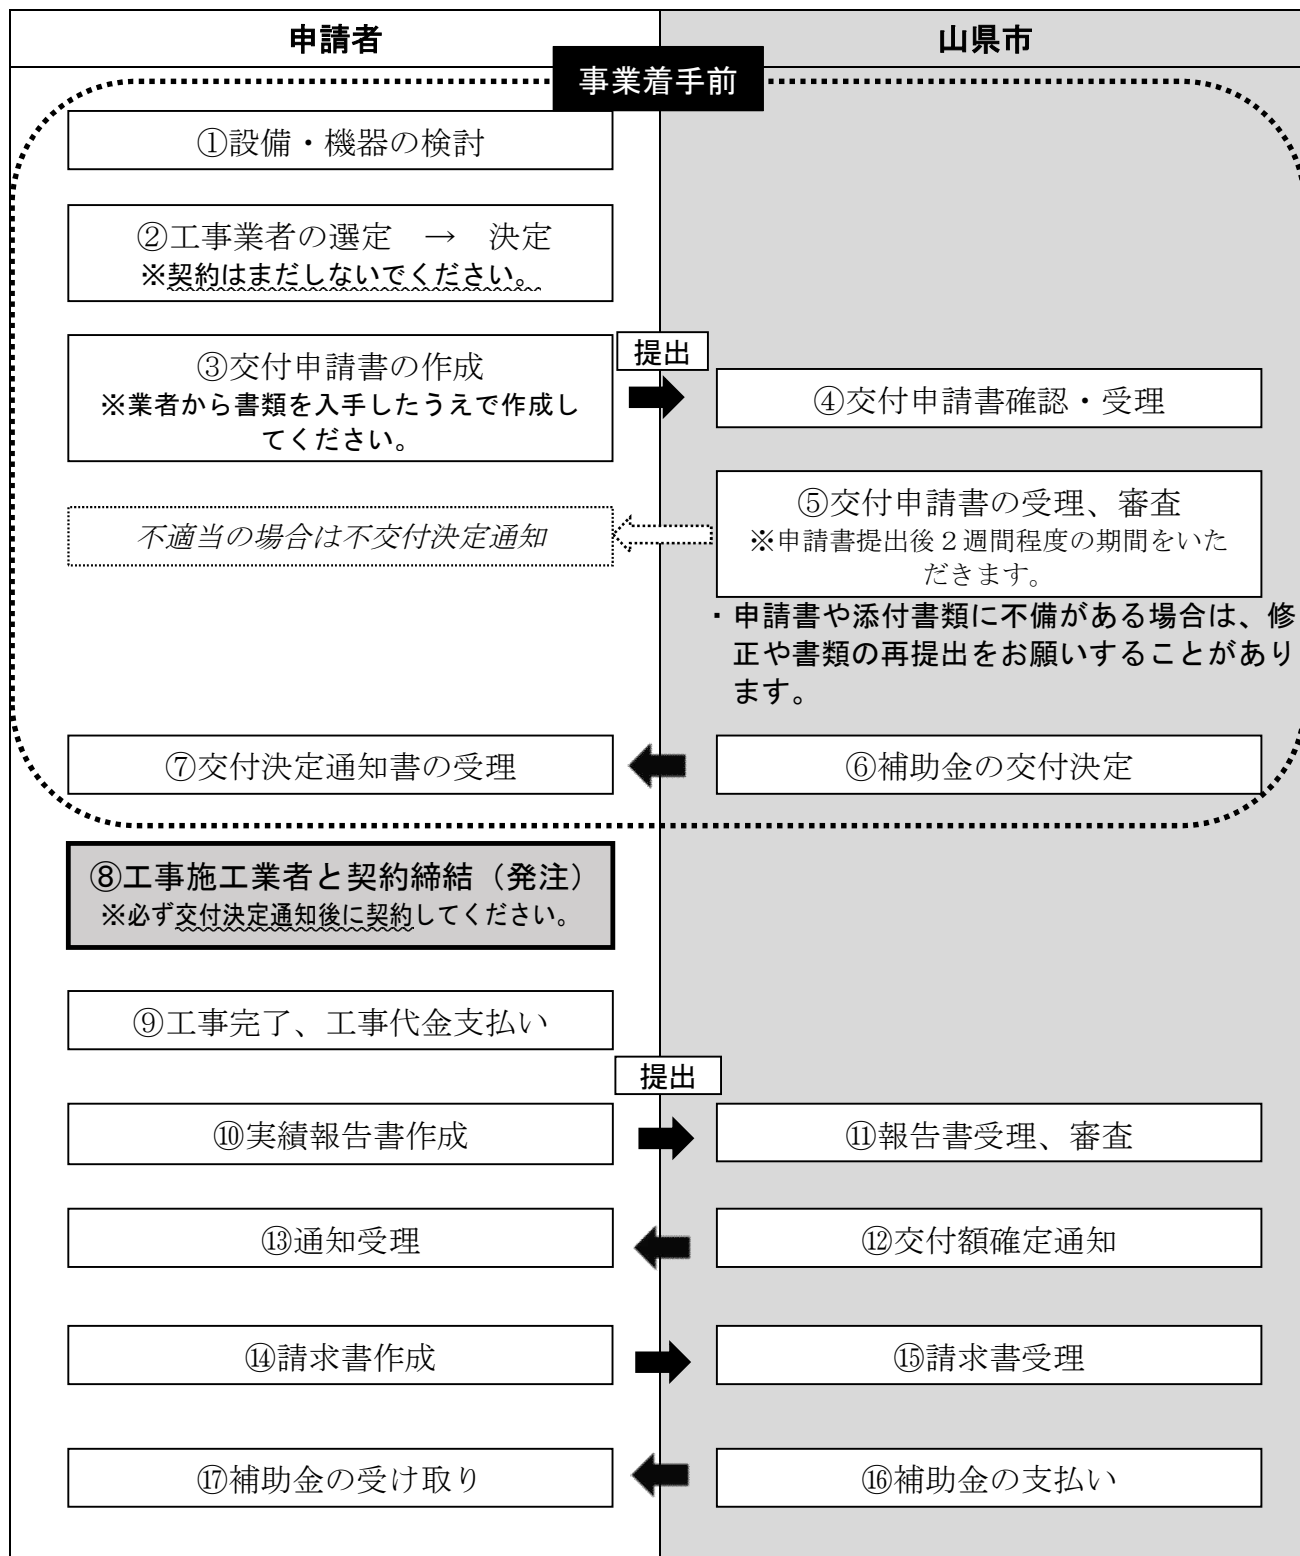 申請者
山県市
事業着手前
①設備・機器の検討
②工事業者の選定　→　決定
※契約はまだしないでください。
③交付申請書の作成
※業者から書類を入手したうえで作成し
てください。
提出
④交付申請書確認・受理
⑤交付申請書の受理、審査
※申請書提出後２週間程度の期間をいた
だきます。
不適当の場合は不交付決定通知
・申請書や添付書類に不備がある場合は、修
正や書類の再提出をお願いすることがあり
ます。
⑥補助金の交付決定
⑦交付決定通知書の受理
⑧工事施工業者と契約締結（発注）
※必ず交付決定通知後に契約してください。
⑨工事完了、工事代金支払い
提出
⑩実績報告書作成
⑪報告書受理、審査
⑫交付額確定通知
⑬通知受理
⑭請求書作成
⑮請求書受理
⑯補助金の支払い
⑰補助金の受け取り